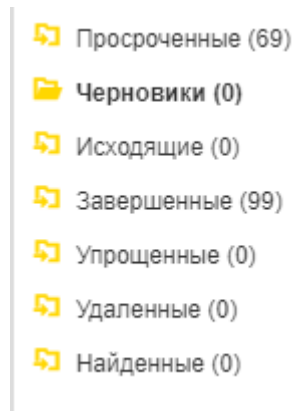 Просроченные (69)
Черновики (0)
Исходящие (0)
Завершенные (99)
Упрощенные (0)
Удаленные (0)
Найденные (0)